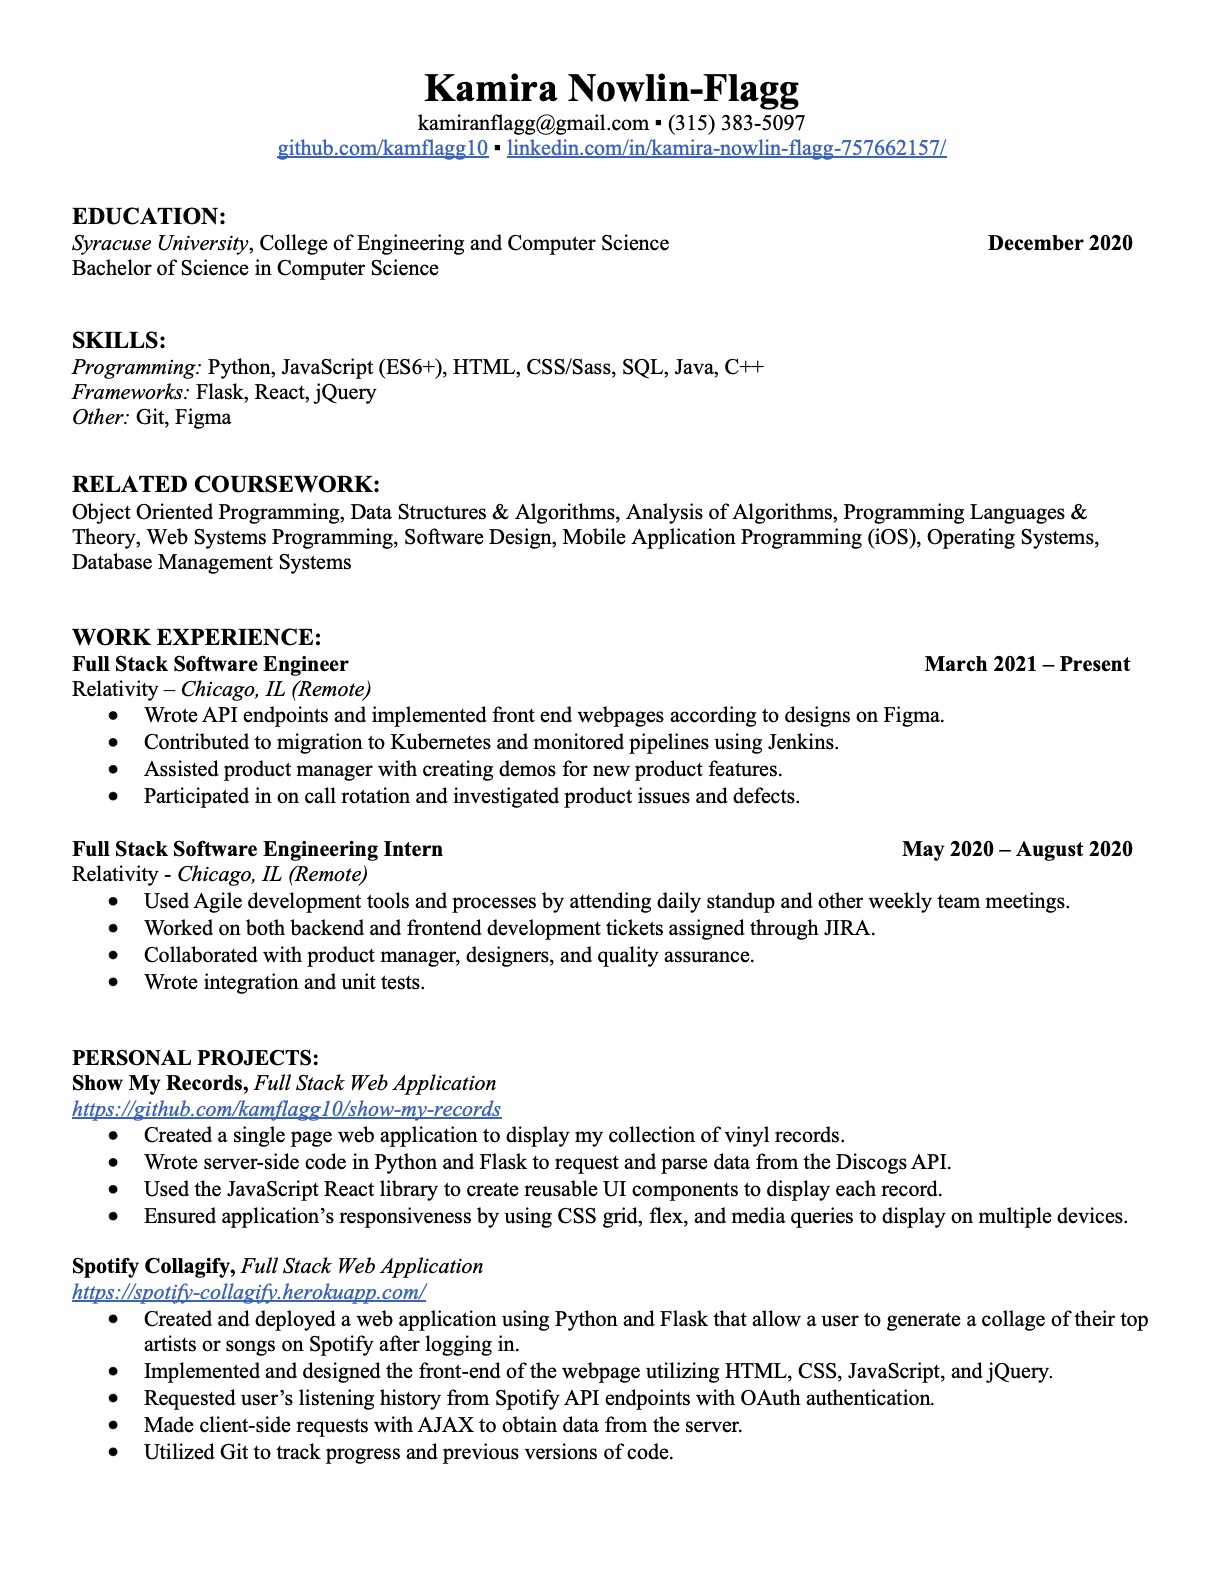 Kamira Nowlin-Flagg
kamiranflagg@gmail.com ▪ (315) 383-5097
github.com/kamflagg10 ▪ linkedin.com/in/kamira-nowlin-flagg-757662157/
EDUCATION:
Syracuse University, College of Engineering and Computer Science December 2020
Bachelor of Science in Computer Science
SKILLS:
Programming: Python, JavaScript (ES6+), HTML, CSS/Sass, SQL, Java, C++
Frameworks: Flask, React, jQuery
Other: Git, Figma
RELATED COURSEWORK:
Object Oriented Programming, Data Structures & Algorithms, Analysis of Algorithms, Programming Languages &
Theory, Web Systems Programming, Software Design, Mobile Application Programming (iOS), Operating Systems,
Database Management Systems
WORK EXPERIENCE:
Full Stack Software Engineer March 2021 – Present
Relativity – Chicago, IL (Remote)
• Wrote API endpoints and implemented front end webpages according to designs on Figma.
• Contributed to migration to Kubernetes and monitored pipelines using Jenkins.
• Assisted product manager with creating demos for new product features.
• Participated in on call rotation and investigated product issues and defects.
Full Stack Software Engineering Intern May 2020 – August 2020
Relativity - Chicago, IL (Remote)
• Used Agile development tools and processes by attending daily standup and other weekly team meetings.
• Worked on both backend and frontend development tickets assigned through JIRA.
• Collaborated with product manager, designers, and quality assurance.
• Wrote integration and unit tests.
PERSONAL PROJECTS:
Show My Records, Full Stack Web Application
https://github.com/kamflagg10/show-my-records
• Created a single page web application to display my collection of vinyl records.
• Wrote server-side code in Python and Flask to request and parse data from the Discogs API.
• Used the JavaScript React library to create reusable UI components to display each record.
• Ensured application’s responsiveness by using CSS grid, flex, and media queries to display on multiple devices.
Spotify Collagify, Full Stack Web Application
https://spotify-collagify.herokuapp.com/
• Created and deployed a web application using Python and Flask that allow a user to generate a collage of their top
artists or songs on Spotify after logging in.
• Implemented and designed the front-end of the webpage utilizing HTML, CSS, JavaScript, and jQuery.
• Requested user’s listening history from Spotify API endpoints with OAuth authentication.
• Made client-side requests with AJAX to obtain data from the server.
• Utilized Git to track progress and previous versions of code.